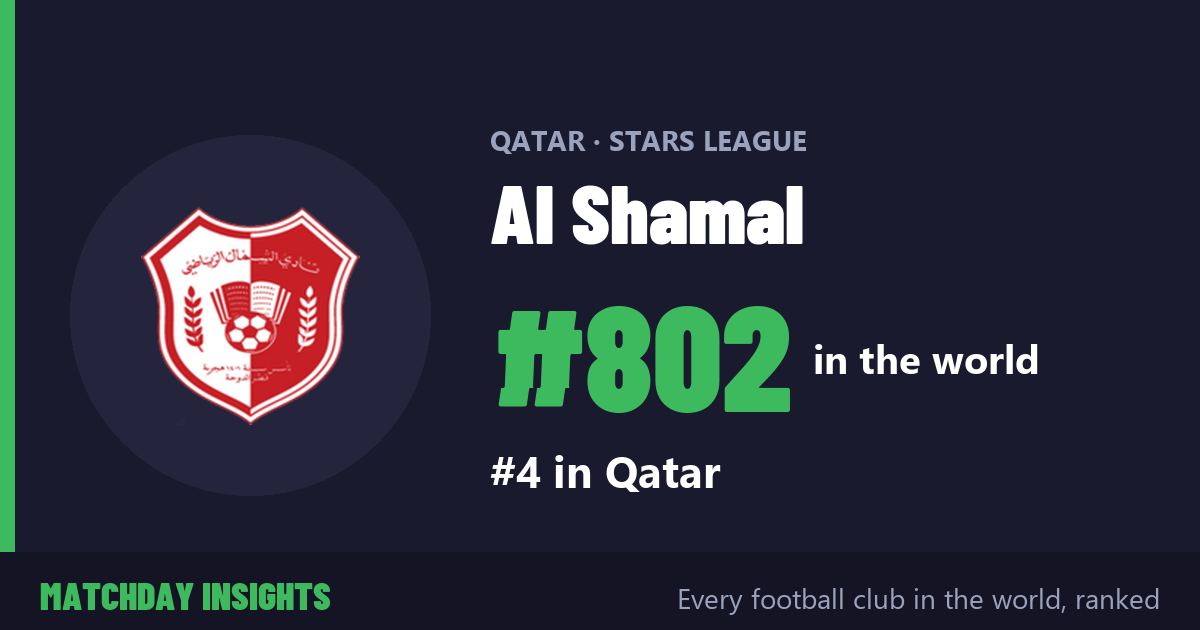 QATAR · STARS LEAGUE
Al Shamal
#802 in the world
#4 in Qatar
MATCHDAY INSIGHTS
Every football club in the world, ranked